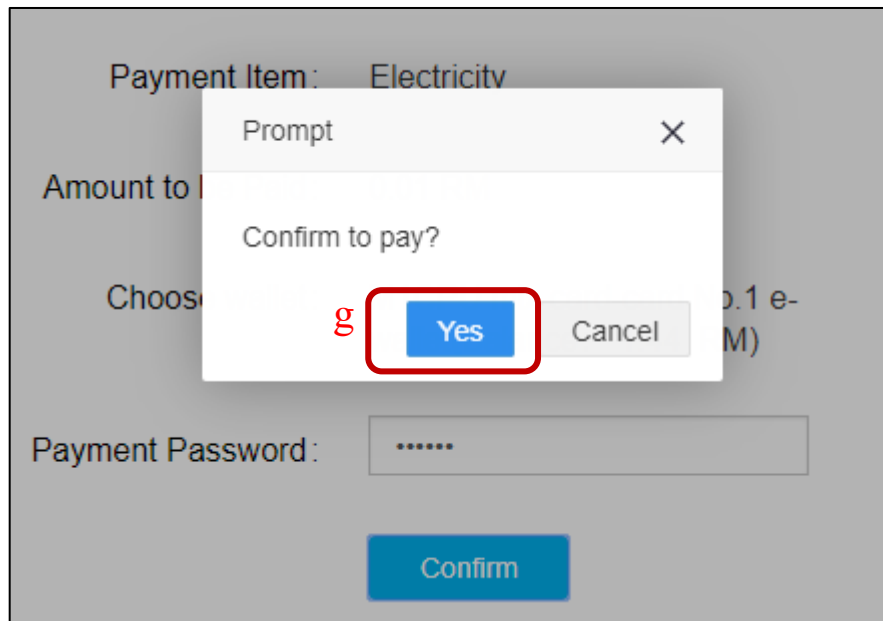 Payment Item: Electricity
Prompt
Amount to
Confirm to pay?
Choose
.1 e-
g
Yes
Cancel
M)
Payment Password:
••••••
Confirm